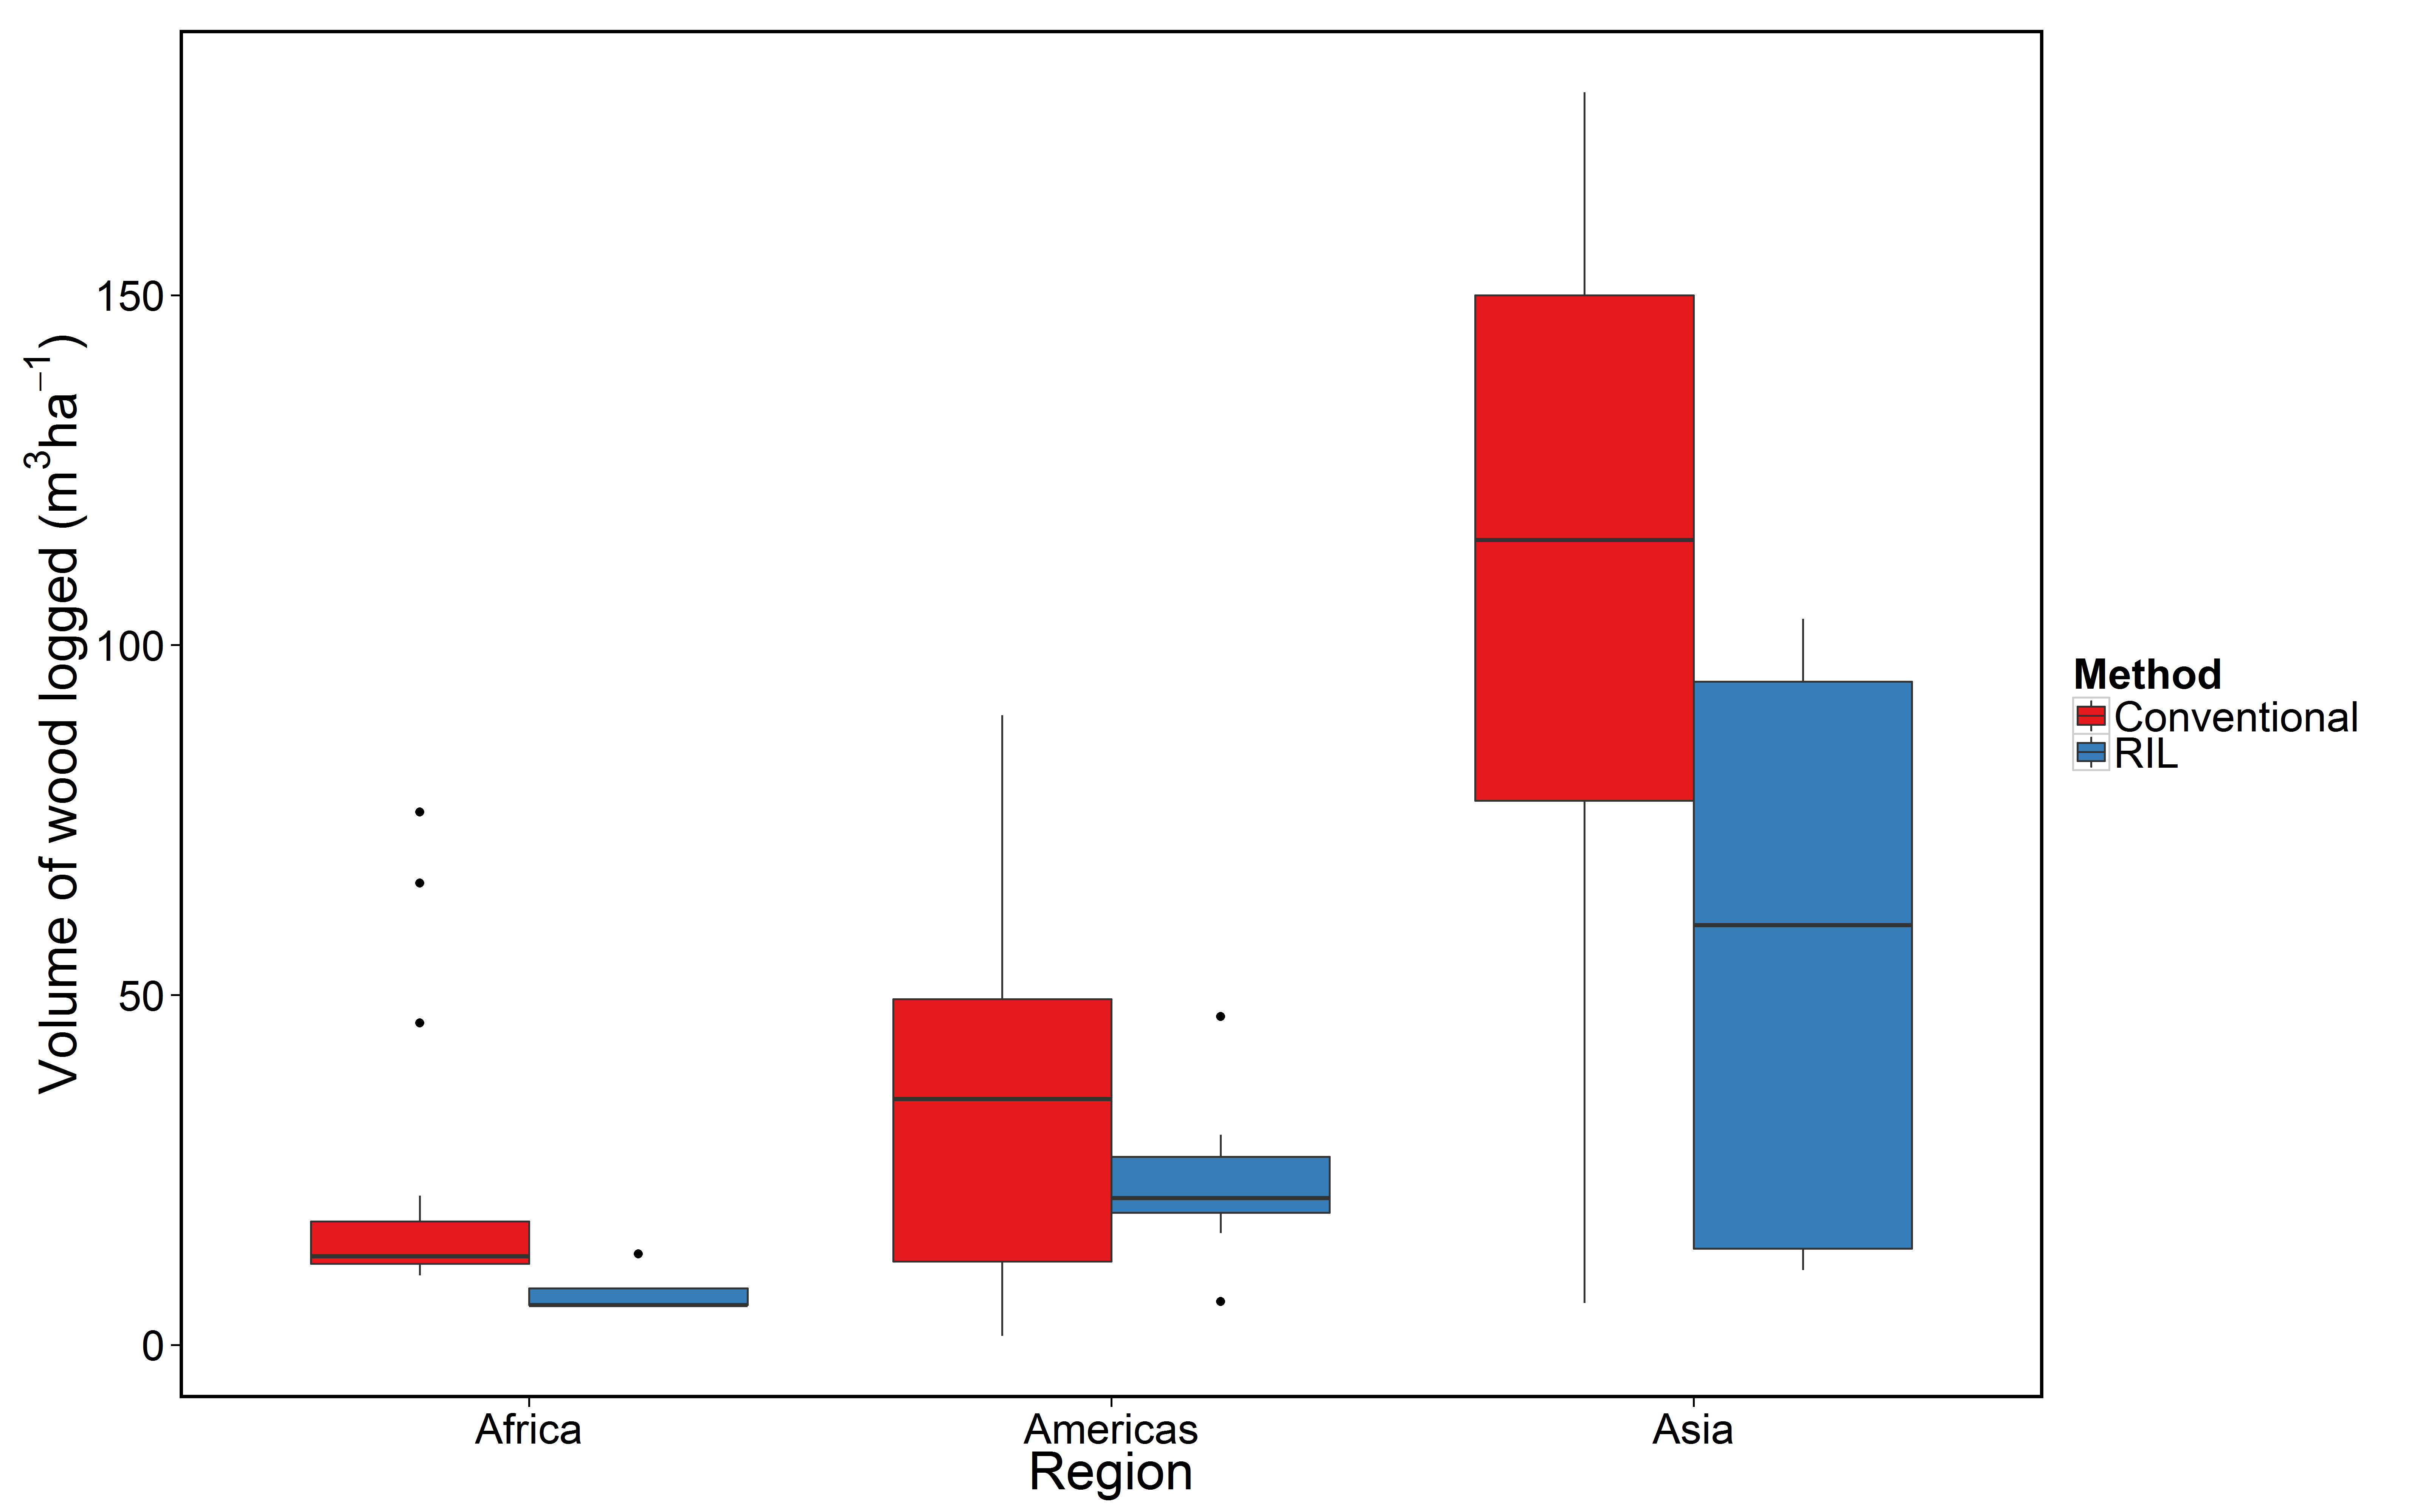 Volume of wood logged (m³ha⁻¹)
150
100
50
0
Africa
Americas
Asia
Region
Method
Conventional
RIL